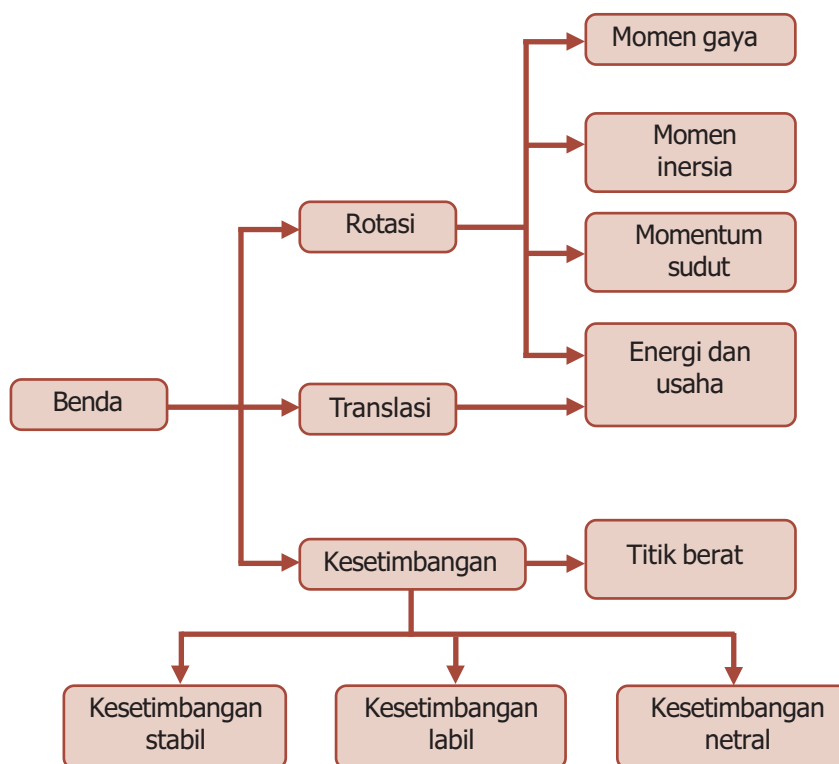 Momen gaya
Momen
inersia
Rotasi
Momentum
sudut
Energi dan
usaha
Benda
Translasi
Kesetimbangan
Titik berat
Kesetimbangan
stabil
Kesetimbangan
labil
Kesetimbangan
netral